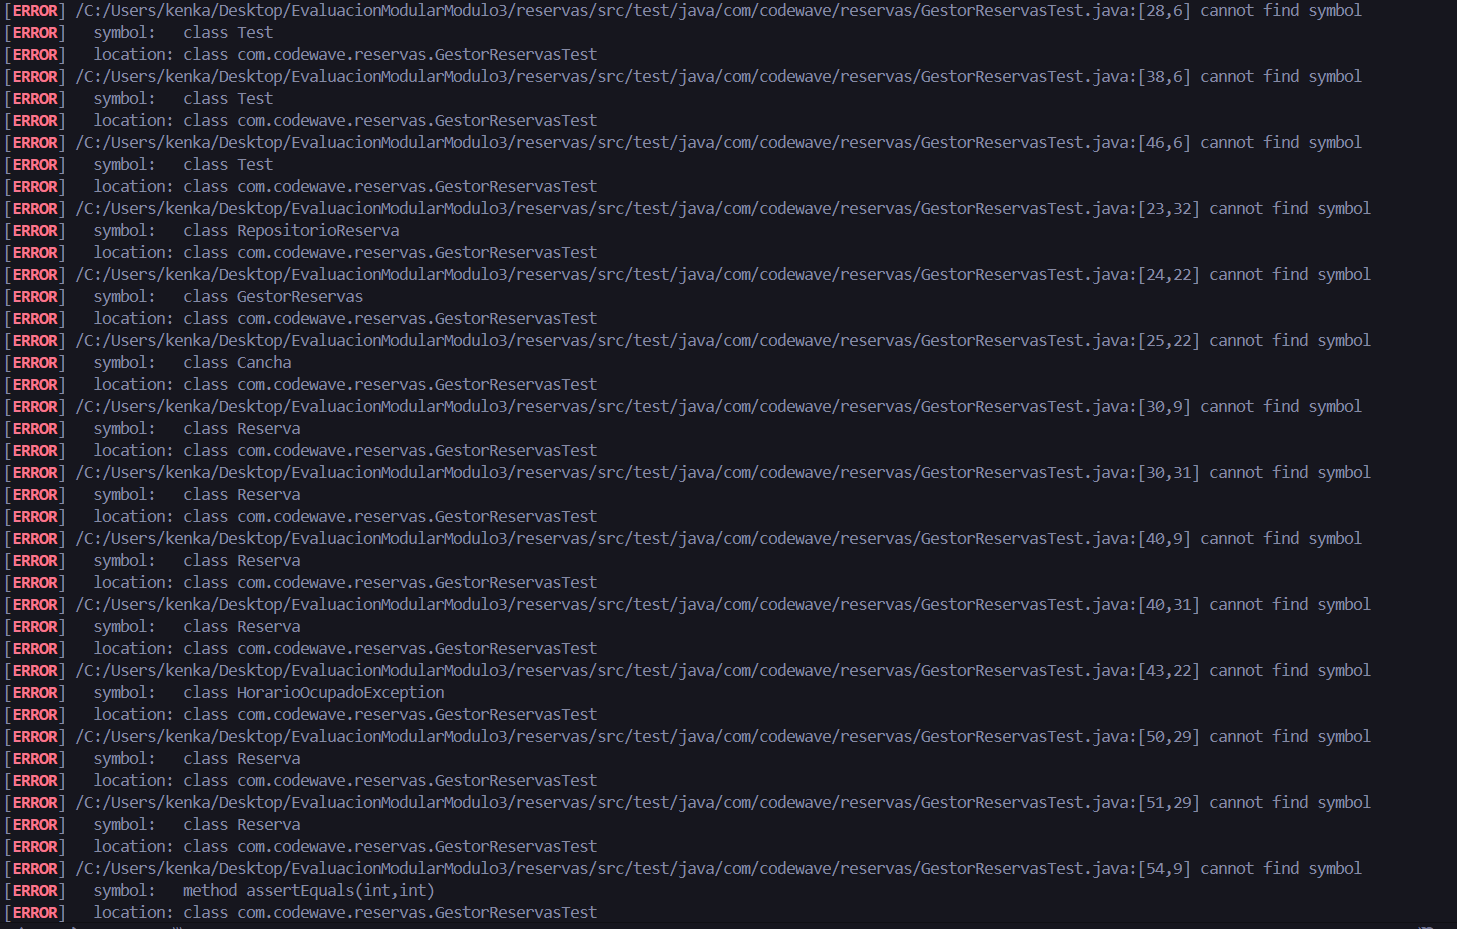 [ERROR] /C:/Users/kenka/Desktop/EvaluacionModularModulo3/reservas/src/test/java/com/codewave/reservas/GestorReservasTest.java:[28,6] cannot find symbol
[ERROR]   symbol:   class Test
[ERROR]   location: class com.codewave.reservas.GestorReservasTest
[ERROR] /C:/Users/kenka/Desktop/EvaluacionModularModulo3/reservas/src/test/java/com/codewave/reservas/GestorReservasTest.java:[38,6] cannot find symbol
[ERROR]   symbol:   class Test
[ERROR]   location: class com.codewave.reservas.GestorReservasTest
[ERROR] /C:/Users/kenka/Desktop/EvaluacionModularModulo3/reservas/src/test/java/com/codewave/reservas/GestorReservasTest.java:[46,6] cannot find symbol
[ERROR]   symbol:   class Test
[ERROR]   location: class com.codewave.reservas.GestorReservasTest
[ERROR] /C:/Users/kenka/Desktop/EvaluacionModularModulo3/reservas/src/test/java/com/codewave/reservas/GestorReservasTest.java:[23,32] cannot find symbol
[ERROR]   symbol:   class RepositorioReserva
[ERROR]   location: class com.codewave.reservas.GestorReservasTest
[ERROR] /C:/Users/kenka/Desktop/EvaluacionModularModulo3/reservas/src/test/java/com/codewave/reservas/GestorReservasTest.java:[24,22] cannot find symbol
[ERROR]   symbol:   class GestorReservas
[ERROR]   location: class com.codewave.reservas.GestorReservasTest
[ERROR] /C:/Users/kenka/Desktop/EvaluacionModularModulo3/reservas/src/test/java/com/codewave/reservas/GestorReservasTest.java:[25,22] cannot find symbol
[ERROR]   symbol:   class Cancha
[ERROR]   location: class com.codewave.reservas.GestorReservasTest
[ERROR] /C:/Users/kenka/Desktop/EvaluacionModularModulo3/reservas/src/test/java/com/codewave/reservas/GestorReservasTest.java:[30,9] cannot find symbol
[ERROR]   symbol:   class Reserva
[ERROR]   location: class com.codewave.reservas.GestorReservasTest
[ERROR] /C:/Users/kenka/Desktop/EvaluacionModularModulo3/reservas/src/test/java/com/codewave/reservas/GestorReservasTest.java:[30,31] cannot find symbol
[ERROR]   symbol:   class Reserva
[ERROR]   location: class com.codewave.reservas.GestorReservasTest
[ERROR] /C:/Users/kenka/Desktop/EvaluacionModularModulo3/reservas/src/test/java/com/codewave/reservas/GestorReservasTest.java:[40,9] cannot find symbol
[ERROR]   symbol:   class Reserva
[ERROR]   location: class com.codewave.reservas.GestorReservasTest
[ERROR] /C:/Users/kenka/Desktop/EvaluacionModularModulo3/reservas/src/test/java/com/codewave/reservas/GestorReservasTest.java:[40,31] cannot find symbol
[ERROR]   symbol:   class Reserva
[ERROR]   location: class com.codewave.reservas.GestorReservasTest
[ERROR] /C:/Users/kenka/Desktop/EvaluacionModularModulo3/reservas/src/test/java/com/codewave/reservas/GestorReservasTest.java:[43,22] cannot find symbol
[ERROR]   symbol:   class HorarioOcupadoException
[ERROR]   location: class com.codewave.reservas.GestorReservasTest
[ERROR] /C:/Users/kenka/Desktop/EvaluacionModularModulo3/reservas/src/test/java/com/codewave/reservas/GestorReservasTest.java:[50,29] cannot find symbol
[ERROR]   symbol:   class Reserva
[ERROR]   location: class com.codewave.reservas.GestorReservasTest
[ERROR] /C:/Users/kenka/Desktop/EvaluacionModularModulo3/reservas/src/test/java/com/codewave/reservas/GestorReservasTest.java:[51,29] cannot find symbol
[ERROR]   symbol:   class Reserva
[ERROR]   location: class com.codewave.reservas.GestorReservasTest
[ERROR] /C:/Users/kenka/Desktop/EvaluacionModularModulo3/reservas/src/test/java/com/codewave/reservas/GestorReservasTest.java:[54,9] cannot find symbol
[ERROR]   symbol:   method assertEquals(int,int)
[ERROR]   location: class com.codewave.reservas.GestorReservasTest